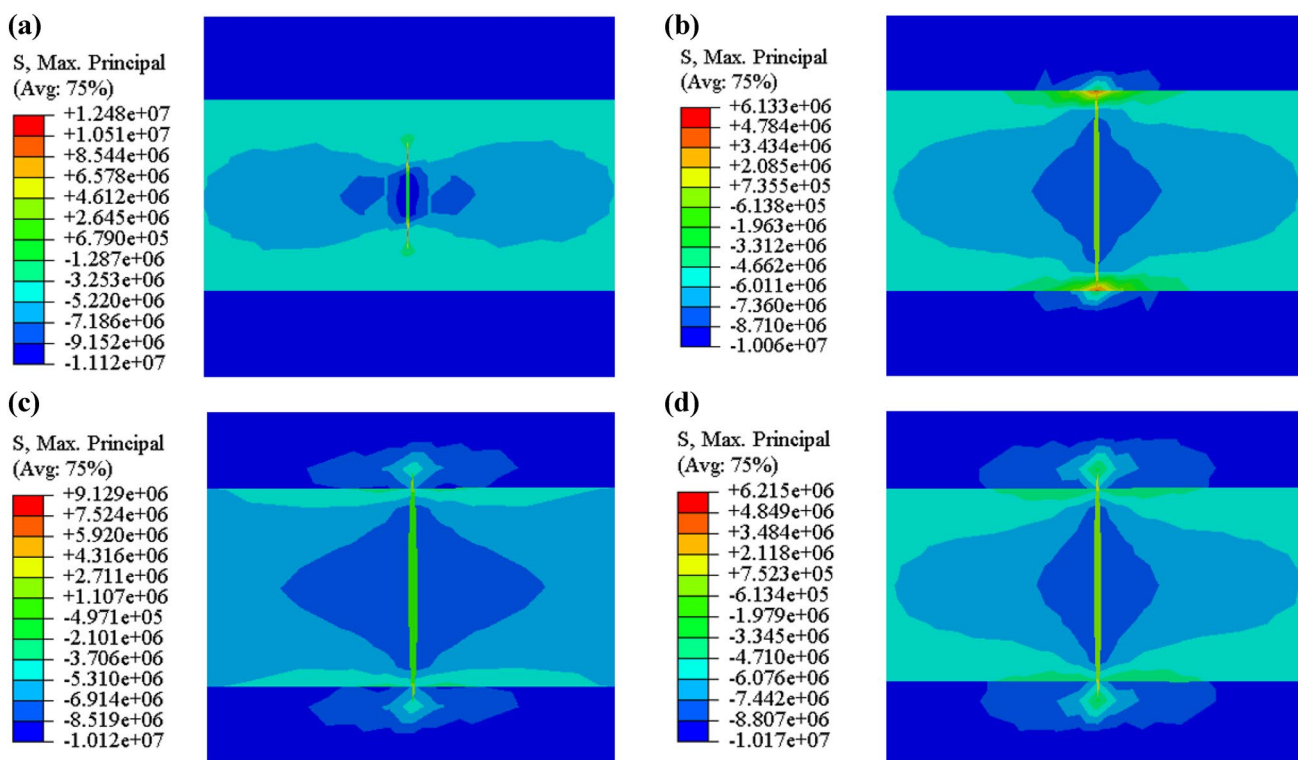 (a)
S, Max. Principal
(Avg: 75%)
+1.248e+07
+1.051e+07
+8.544e+06
+6.578e+06
+4.612e+06
+2.645e+06
+6.790e+05
-1.287e+06
-3.253e+06
-5.220e+06
-7.186e+06
-9.152e+06
-1.112e+07
(b)
S, Max. Principal
(Avg: 75%)
+6.133e+06
+4.784e+06
+3.434e+06
+2.085e+06
+7.355e+05
-6.138e+05
-1.963e+06
-3.312e+06
-4.662e+06
-6.011e+06
-7.360e+06
-8.710e+06
-1.006e+07
(c)
S, Max. Principal
(Avg: 75%)
+9.129e+06
+7.524e+06
+5.920e+06
+4.316e+06
+2.711e+06
+1.107e+06
-4.971e+05
-2.101e+06
-3.706e+06
-5.310e+06
-6.914e+06
-8.519e+06
-1.012e+07
(d)
S, Max. Principal
(Avg: 75%)
+6.215e+06
+4.849e+06
+3.484e+06
+2.118e+06
+7.523e+05
-6.134e+05
-1.979e+06
-3.345e+06
-4.710e+06
-6.076e+06
-7.442e+06
-8.807e+06
-1.017e+07